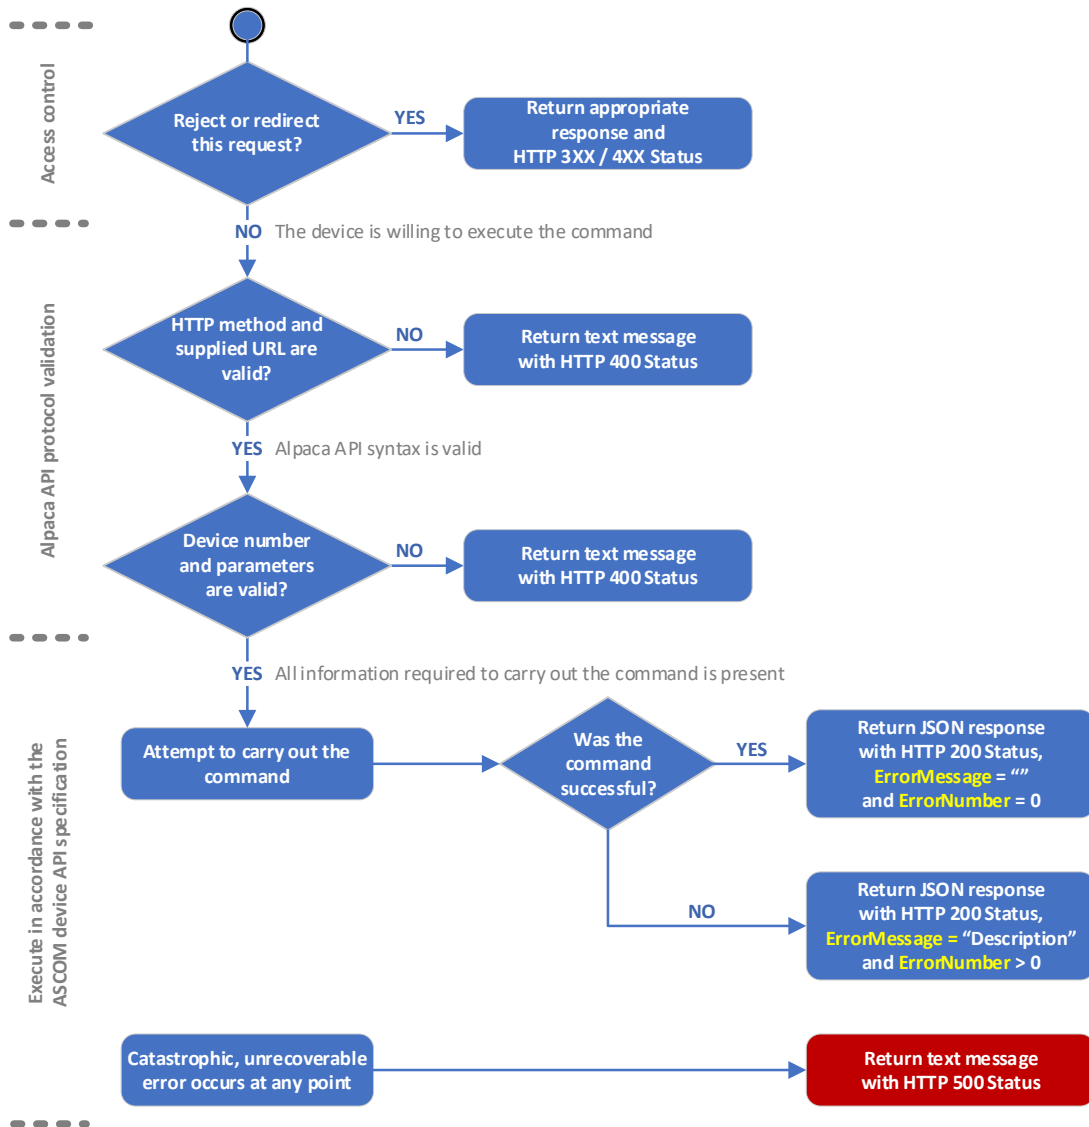 Access control
Reject or redirect
this request?
YES
Return appropriate
response and
HTTP 3XX / 4XX Status
NO The device is willing to execute the command
Alpaca API protocol validation
HTTP method and
supplied URL are
valid?
NO
Return text message
with HTTP 400 Status
YES Alpaca API syntax is valid
Device number
and parameters
are valid?
NO
Return text message
with HTTP 400 Status
YES All information required to carry out the command is present
Execute in accordance with the
ASCOM device API specification
Attempt to carry out the
command
Was the
command
successful?
YES
Return JSON response
with HTTP 200 Status,
ErrorMessage = “”
and ErrorNumber = 0
NO
Return JSON response
with HTTP 200 Status,
ErrorMessage = “Description”
and ErrorNumber > 0
Catastrophic, unrecoverable
error occurs at any point
Return text message
with HTTP 500 Status